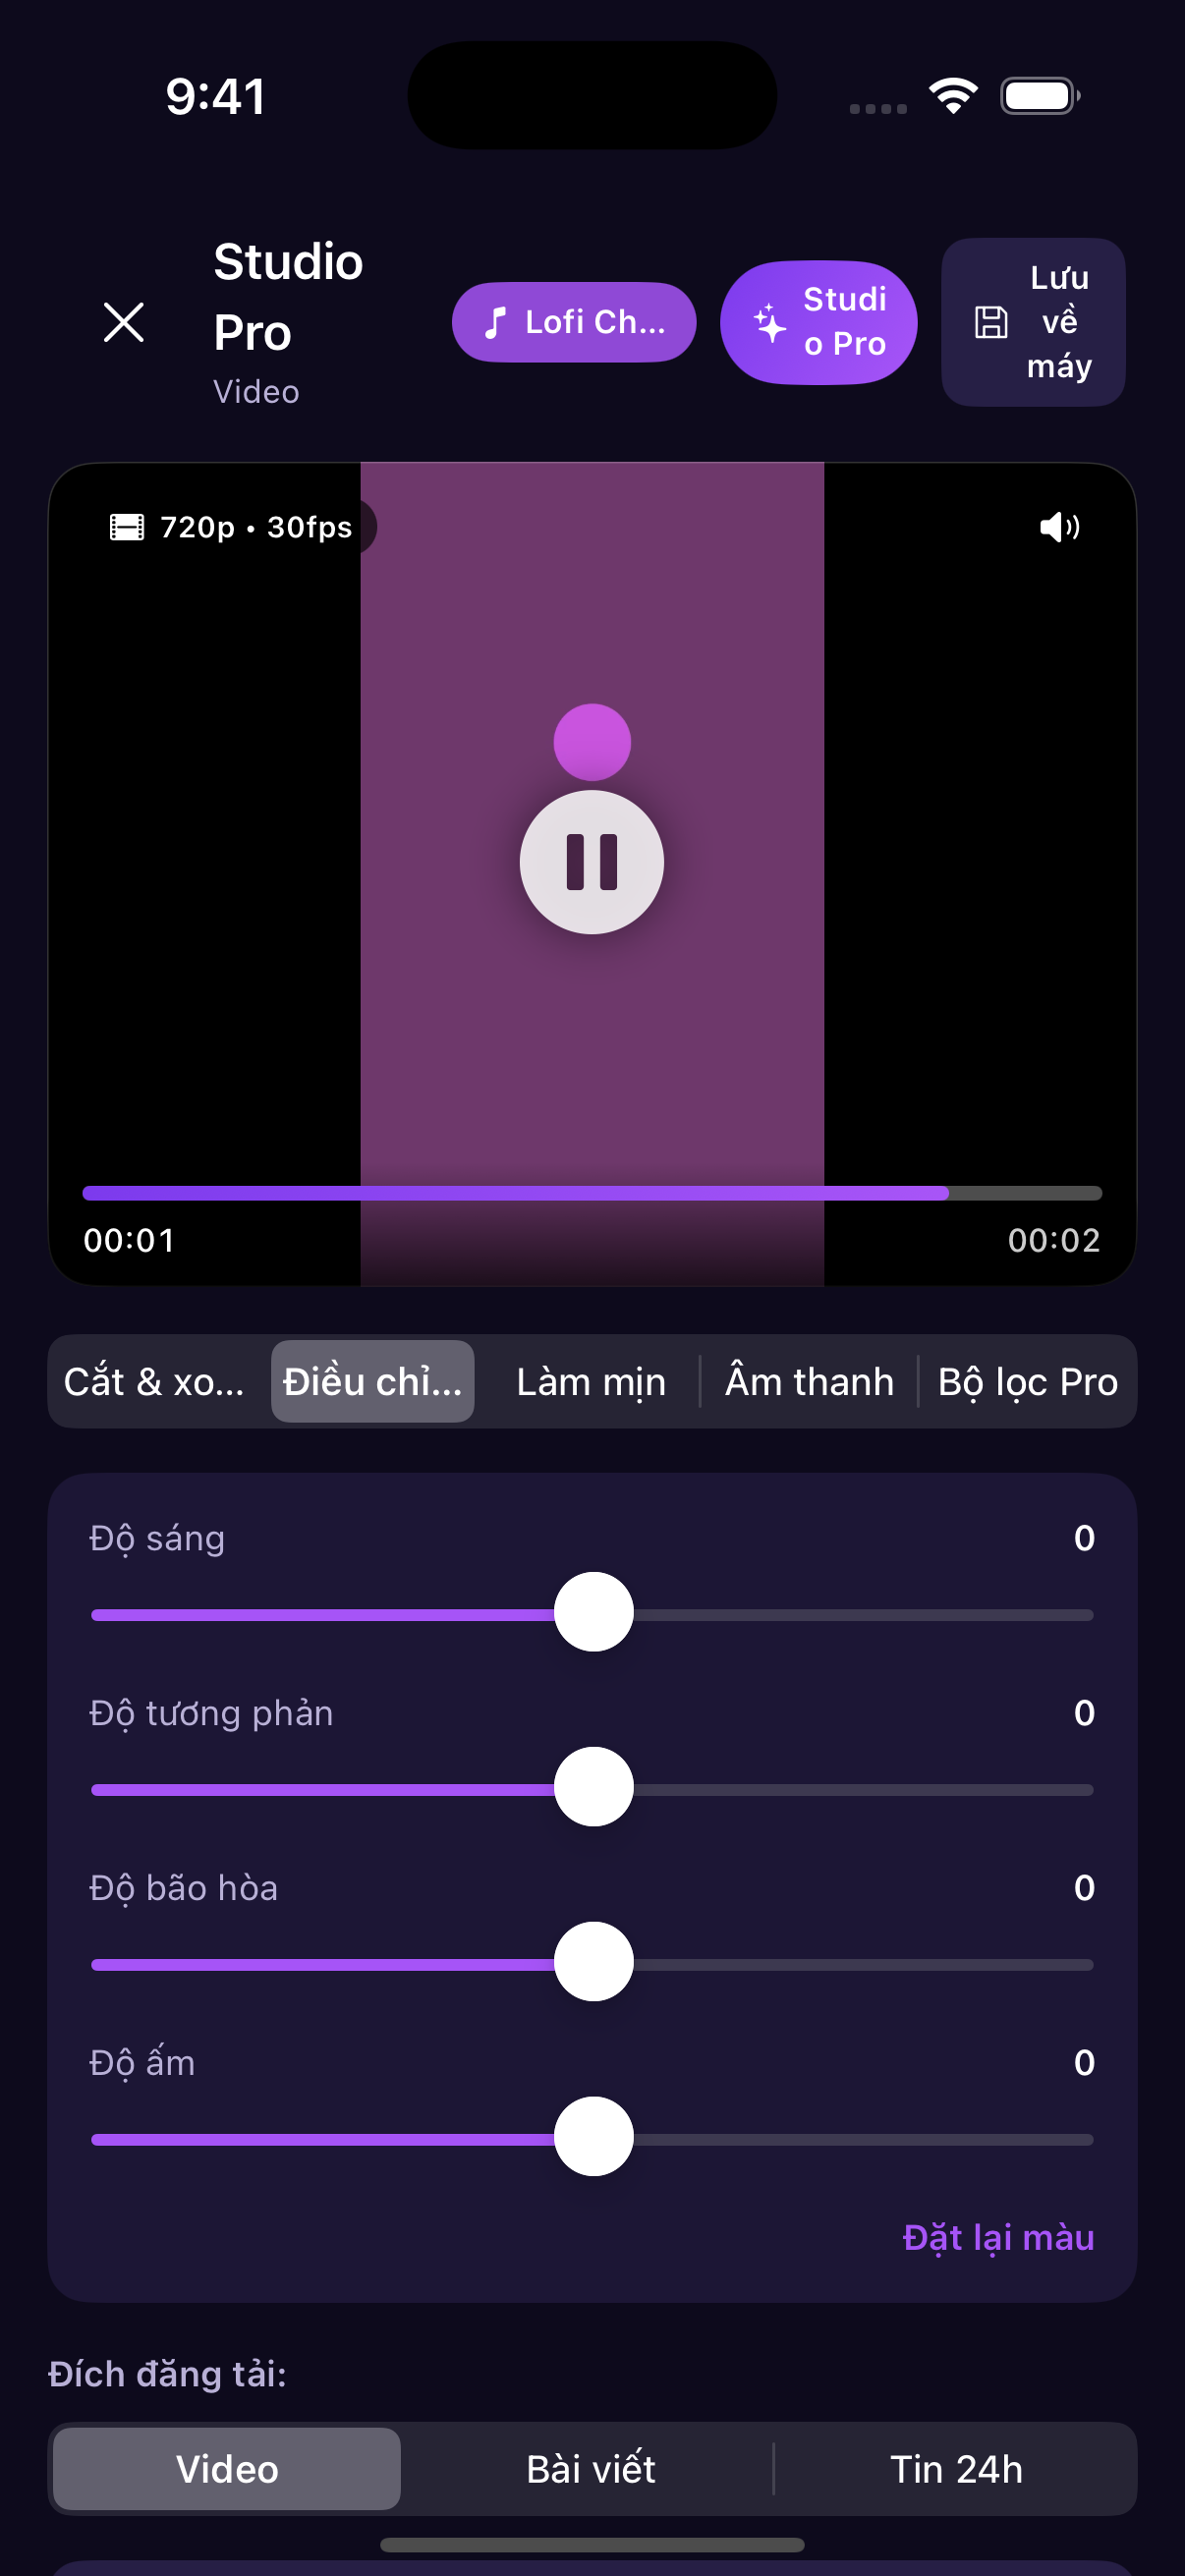 9:41
Studio
Pro
Video
Lofi Ch...
Studi
o Pro
Lưu
về
máy
720p • 30fps
00:01
00:02
Cắt & xo...
Điều chỉ...
Làm mịn
Âm thanh
Bộ lọc Pro
Độ sáng
0
Độ tương phản
0
Độ bão hòa
0
Độ ấm
0
Đặt lại màu
Đích đăng tải:
Video
Bài viết
Tin 24h